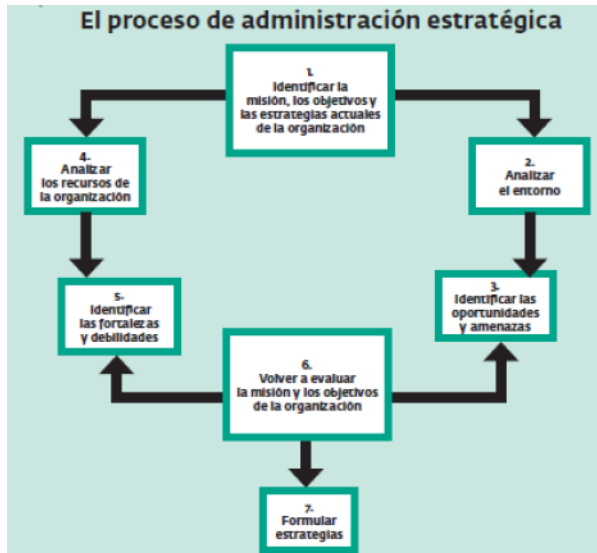 El proceso de administración estratégica
1.
Identificar la
misión, los objetivos y
las estrategias actuales
de la organización
4.
Analizar
los recursos de
la organización
2.
Analizar
el entorno
5.
Identificar
las fortalezas
y debilidades
3.
Identificar las
oportunidades
y amenazas
6.
Volver a evaluar
la misión y los objetivos
de la organización
7.
Formular
estrategias